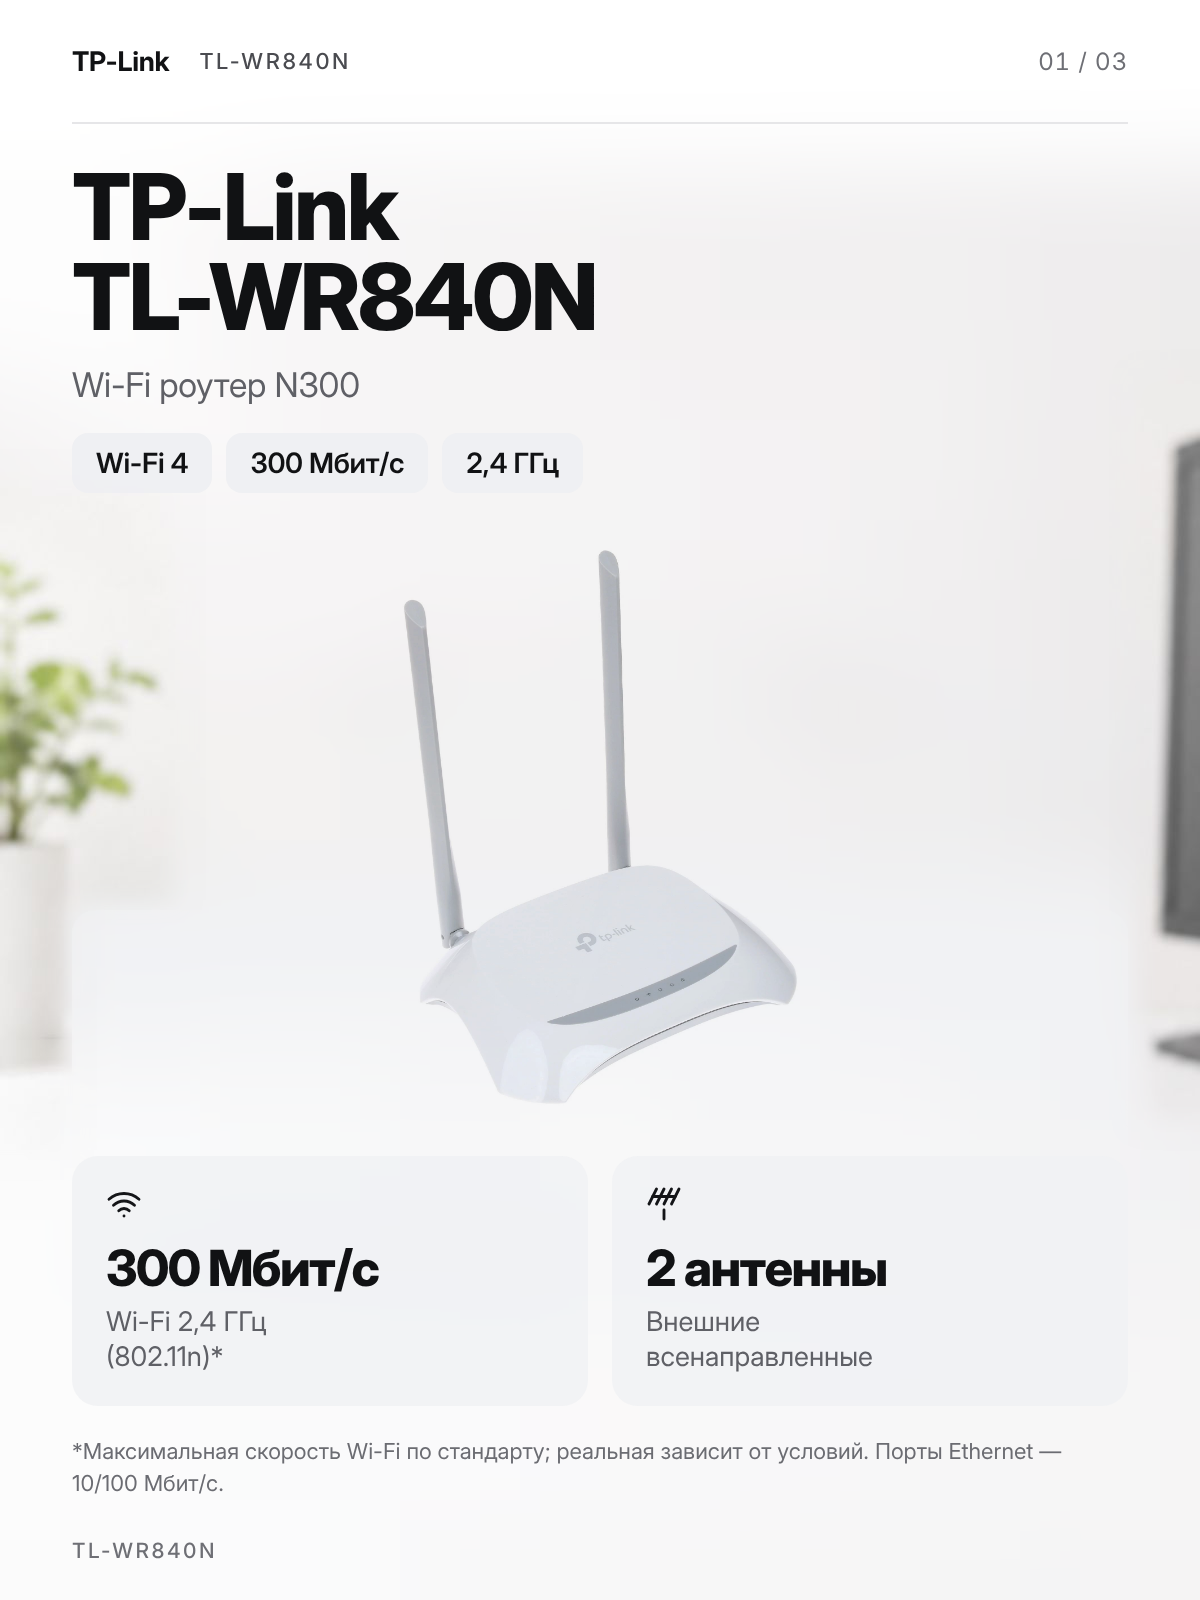 TP-Link TL-WR840N 01 / 03
TP-Link
TL-WR840N
Wi-Fi роутер N300
Wi-Fi 4 300 Мбит/с 2,4 ГГц
tp-link
300 Мбит/с
Wi-Fi 2,4 ГГц
(802.11n)*
2 антенны
Внешние
всенаправленные
*Максимальная скорость Wi-Fi по стандарту; реальная зависит от условий. Порты Ethernet —
10/100 Мбит/с.
TL-WR840N